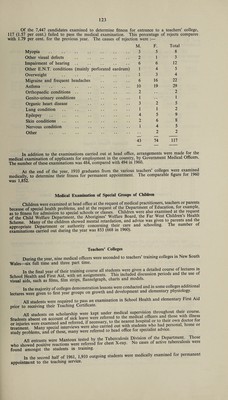 121
Of the 7,447 candidates examined to determine fitness for entrance to a teachers' college,
117 (1.57 per cent.) failed to pass the medical examination. This percentage of rejects compares
with 1.79 per cent. for the previous year. The causes of rejection were:—
M. F. Total
Myopia 3 3 6
Other visual defects 2 1 3
Impairment of hearing 6 6 12
Other E.N.T. conditions (mainly perforated eardrum) 1 4 5
Overweight 1 3 4
Migraine and frequent headaches 6 16 22
Asthma 10 19 29
Orthopaedic conditions 2 .. 2
Genito-urinary conditions 1 .. 1
Organic heart disease 1 2 3
Lung condition 1 1 2
Epilepsy 4 5 9
Skin conditions 2 6 8
Nervous condition 1 4 5
Other .. 2 2
43 74 117
In addition to the examinations carried out at head office, arrangements were made for the
medical examination of applicants for employment in the country, by Government Medical Officers.
The number of these examinations was 468, compared with 484 in 1960.
At the end of the year, 1910 graduates from the various teachers' colleges were examined
medically, to determine their fitness for permanent appointment. The comparable figure for 1960
was 1,852.
Medical Examination of Special Groups of Children
Children were examined at head office at the request of medical practitioners, teachers or parents
because of special health problems; and at the request of the Department of Education, for example,
as to fitness for admission to special schools or classes. Children were also examined at the request
of the Child Welfare Department, the Aborigines' Welfare Board, the Far West Children's Health
Scheme. Many of these children showed mental retardation, and advice was given to parents and the
appropriate Department or authority concerning their care and schooling. The number of
examinations carried out during the year was 853 (860 in 1960).
Teachers' Colleges
During the year, nine medical officers were seconded to teachers' training colleges in New South
Wales—six full time and three part time.
In the final year of their training course all students were given a detailed course of lectures in
School Health and First Aid, with set assignments. This included discussion periods and the use of
visual aids, such as films, film strips, flannelgraph, charts and models.
In the majority of colleges demonstration lessons were conducted and in some colleges additional
lectures were given to first year groups on growth and development and elementary physiology.
All students were required to pass an examination in School Health and elementary First Aid
prior to receiving their Teaching Certificate.
All students on scholarship were kept under medical supervision throughout their course.
Students absent on account of sick leave were referred to the medical officers and those with illness
or injuries were examined and referred, if necessary, to the nearest hospital or to their own doctor for
treatment. Many special interviews were also carried out with students who had personal, home or
study problems, and of these, many were referred to head office for specialist advice.
All entrants were Mantoux tested by the Tuberculosis Division of the Department. Those
who showed positive reactions were referred for chest X-ray. No cases of active tuberculosis were
found amongst the students in training.
In the second half of 1961, 1,910 outgoing students were medically examined for permanent
appointment to the teaching service.